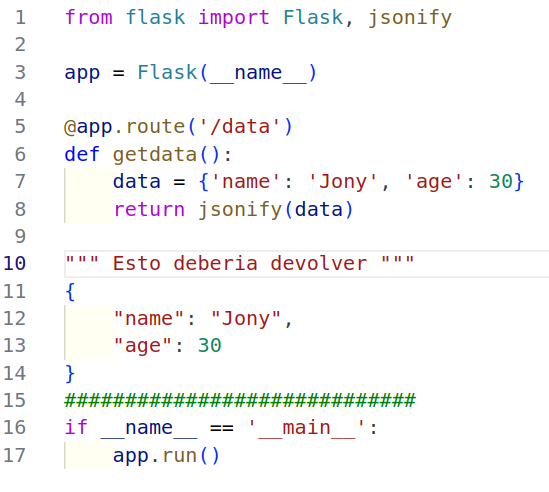 1 from flask import Flask, jsonify
2
3 app = Flask(__name__)
4
5 @app.route('/data')
6 def getdata():
7     data = {'name': 'Jony', 'age': 30}
8     return jsonify(data)
9
10 """ Esto deberia devolver """
11 {
12     "name": "Jony",
13     "age": 30
14 }
15 #############################
16 if __name__ == '__main__':
17     app.run()